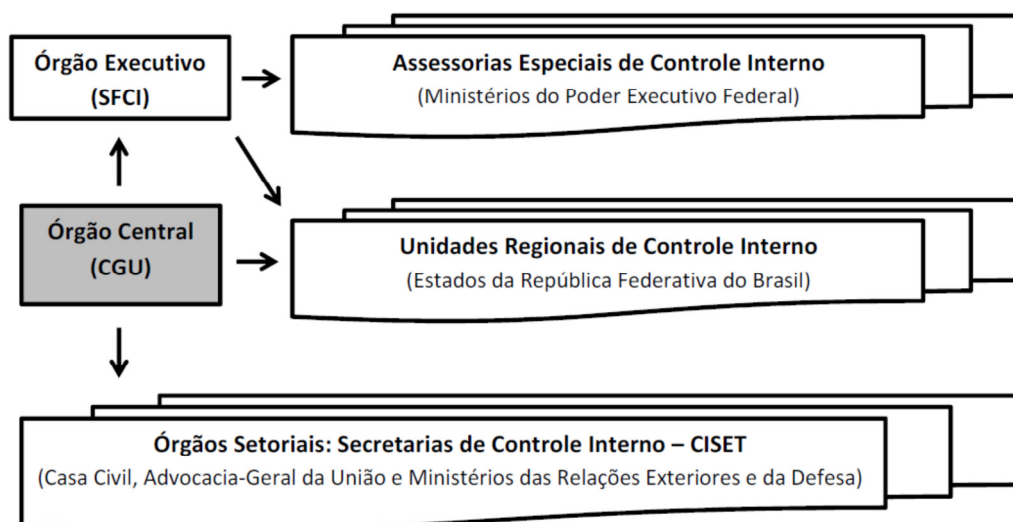 Órgão Executivo
(SFCI)
Assessorias Especiais de Controle Interno
(Ministérios do Poder Executivo Federal)
Órgão Central
(CGU)
Unidades Regionais de Controle Interno
(Estados da República Federativa do Brasil)
Órgãos Setoriais: Secretarias de Controle Interno – CISET
(Casa Civil, Advocacia-Geral da União e Ministérios das Relações Exteriores e da Defesa)